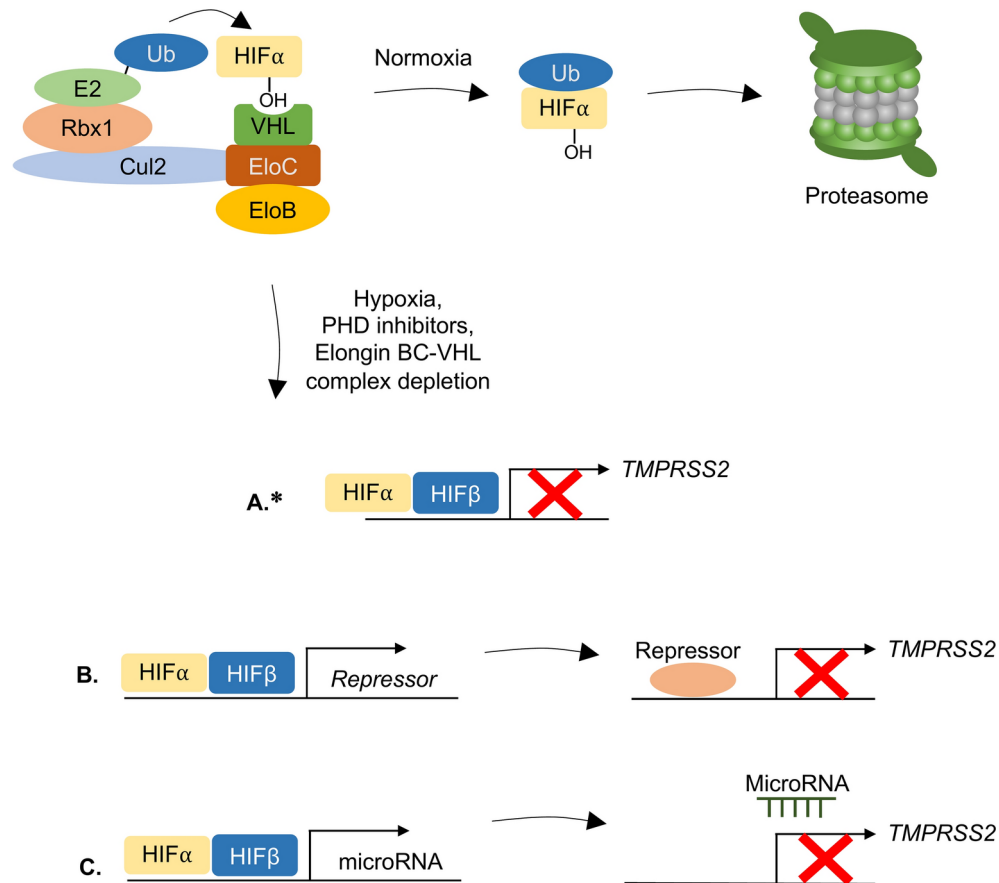 Ub
HIFα
E2
OH
Rbx1
VHL
Cul2
EloC
EloB
Normoxia
Ub
HIFα
OH
Proteasome
Hypoxia,
PHD inhibitors,
Elongin BC-VHL
complex depletion
A.*
HIFα
HIFβ
TMPRSS2
B.
HIFα
HIFβ
Repressor
Repressor
TMPRSS2
C.
HIFα
HIFβ
microRNA
MicroRNA
TMPRSS2